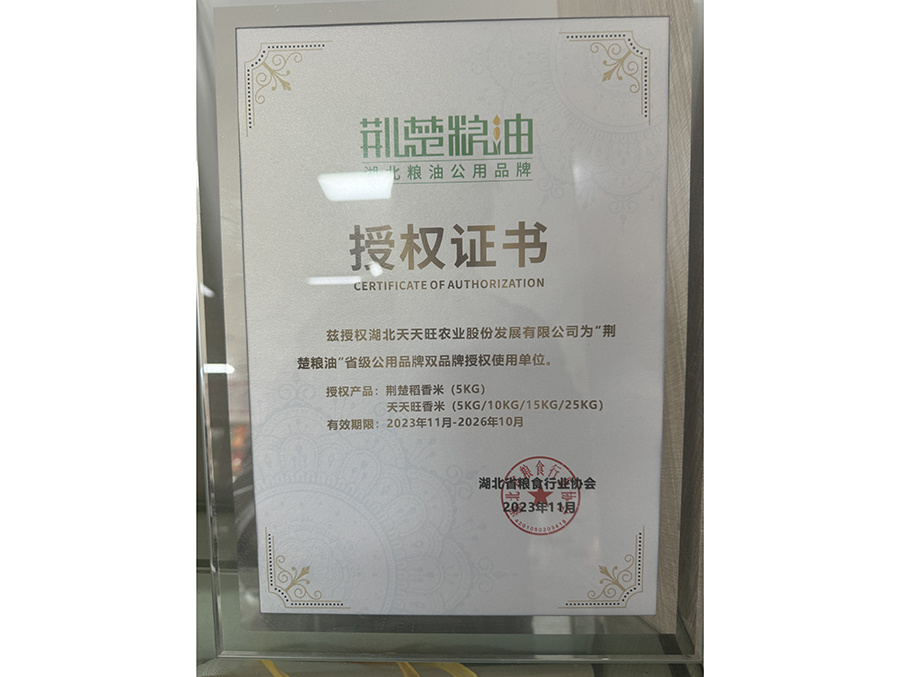 荆楚粮油
湖北粮油公用品牌
授权证书
CERTIFICATE OF AUTHORIZATION
兹授权湖北天天旺农业股份发展有限公司为“荆
楚粮油”省级公用品牌双品牌授权使用单位。
授权产品：荆楚稻香米（5KG）
天天旺香米（5KG/10KG/15KG/25KG）
有效期限：2023年11月-2026年10月
湖北省粮食行业协会
2023年11月